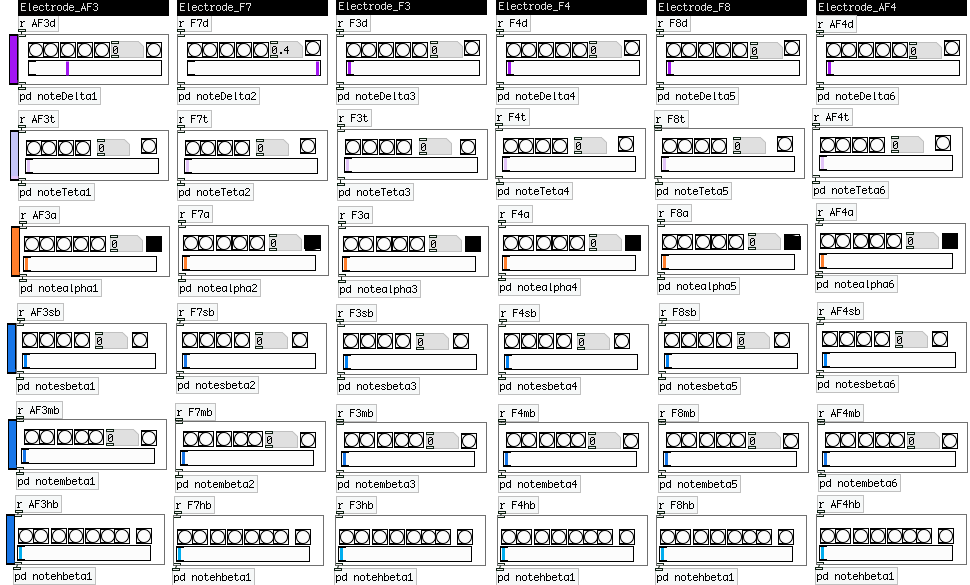 Electrode_AF3 Electrode_F7 Electrode_F3 Electrode_F4 Electrode_F8 Electrode_AF4
r AF3d r F7d r F3d r F4d r F8d r AF4d
0 0.4 0 0 0 0
pd noteDelta1 pd noteDelta2 pd noteDelta3 pd noteDelta4 pd noteDelta5 pd noteDelta6
r AF3t r F7t r F3t r F4t r F8t r AF4t
0 0 0 0 0 0
pd noteTeta1 pd noteTeta2 pd noteTeta3 pd noteTeta4 pd noteTeta5 pd noteTeta6
r AF3a r F7a r F3a r F4a r F8a r AF4a
0 0 0 0 0 0
pd notealpha1 pd notealpha2 pd notealpha3 pd notealpha4 pd notealpha5 pd notealpha6
r AF3sb r F7sb r F3sb r F4sb r F8sb r AF4sb
0 0 0 0 0 0
pd notesbeta1 pd notesbeta2 pd notesbeta3 pd notesbeta4 pd notesbeta5 pd notesbeta6
r AF3mb r F7mb r F3mb r F4mb r F8mb r AF4mb
0 0 0 0 0 0
pd notembeta1 pd notembeta2 pd notembeta3 pd notembeta4 pd notembeta5 pd notembeta6
r AF3hb r F7hb r F3hb r F4hb r F8hb r AF4hb
pd notehbeta1 pd notehbeta1 pd notehbeta1 pd notehbeta1 pd notehbeta1 pd notehbeta1